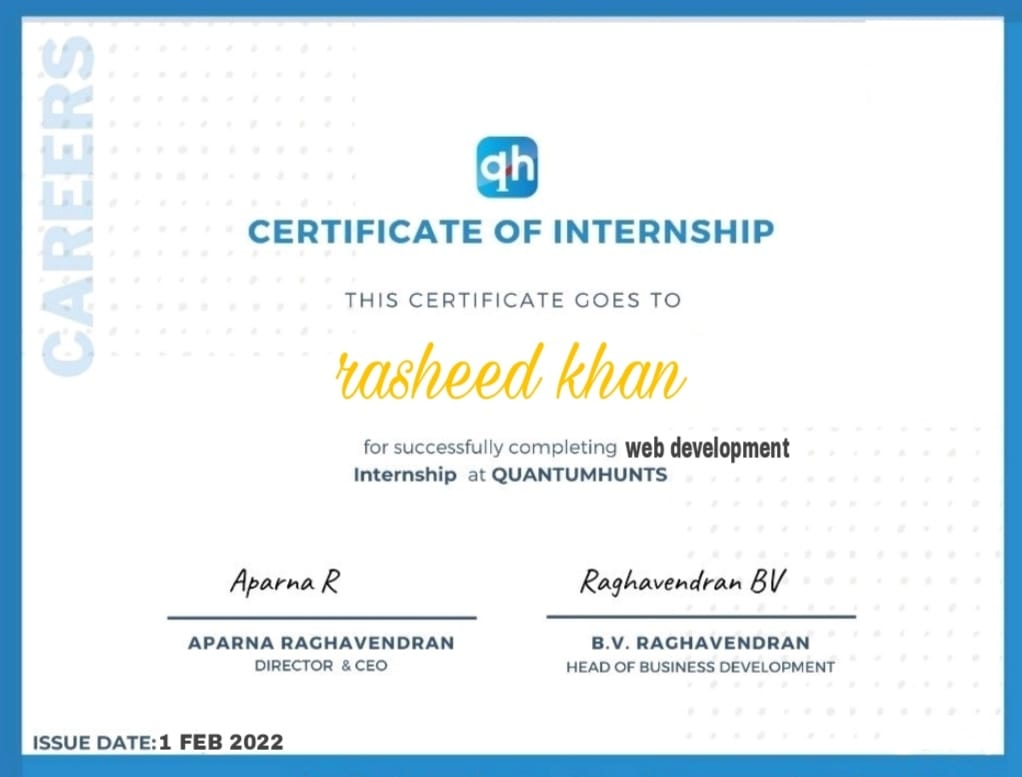 CAREERS
qh
CERTIFICATE OF INTERNSHIP
THIS CERTIFICATE GOES TO
rasheed khan
for successfully completing web development
Internship at QUANTUMHUNTS
Aparna R
Raghavendran BV
APARNA RAGHAVENDRAN
DIRECTOR & CEO
B.V. RAGHAVENDRAN
HEAD OF BUSINESS DEVELOPMENT
ISSUE DATE:1 FEB 2022